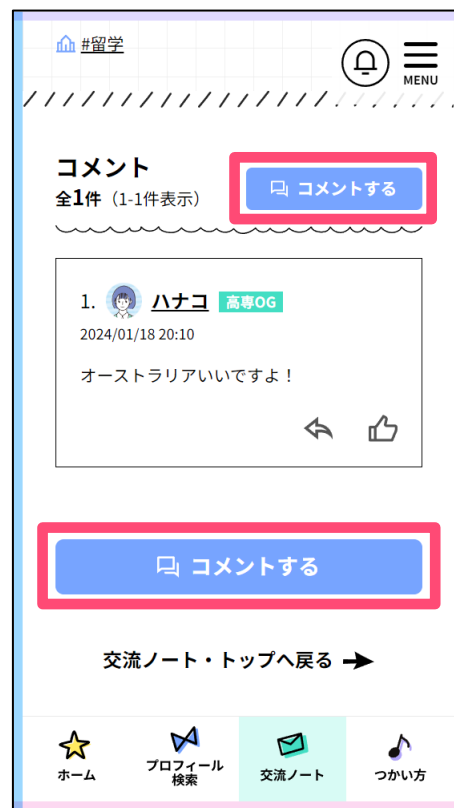 #留学
MENU
コメント
全1件（1-1件表示）
コメントする
1. ハナコ 高専OG
2024/01/18 20:10
オーストラリアいいですよ！
コメントする
交流ノート・トップへ戻る
ホーム
プロフィール
検索
交流ノート
つかい方